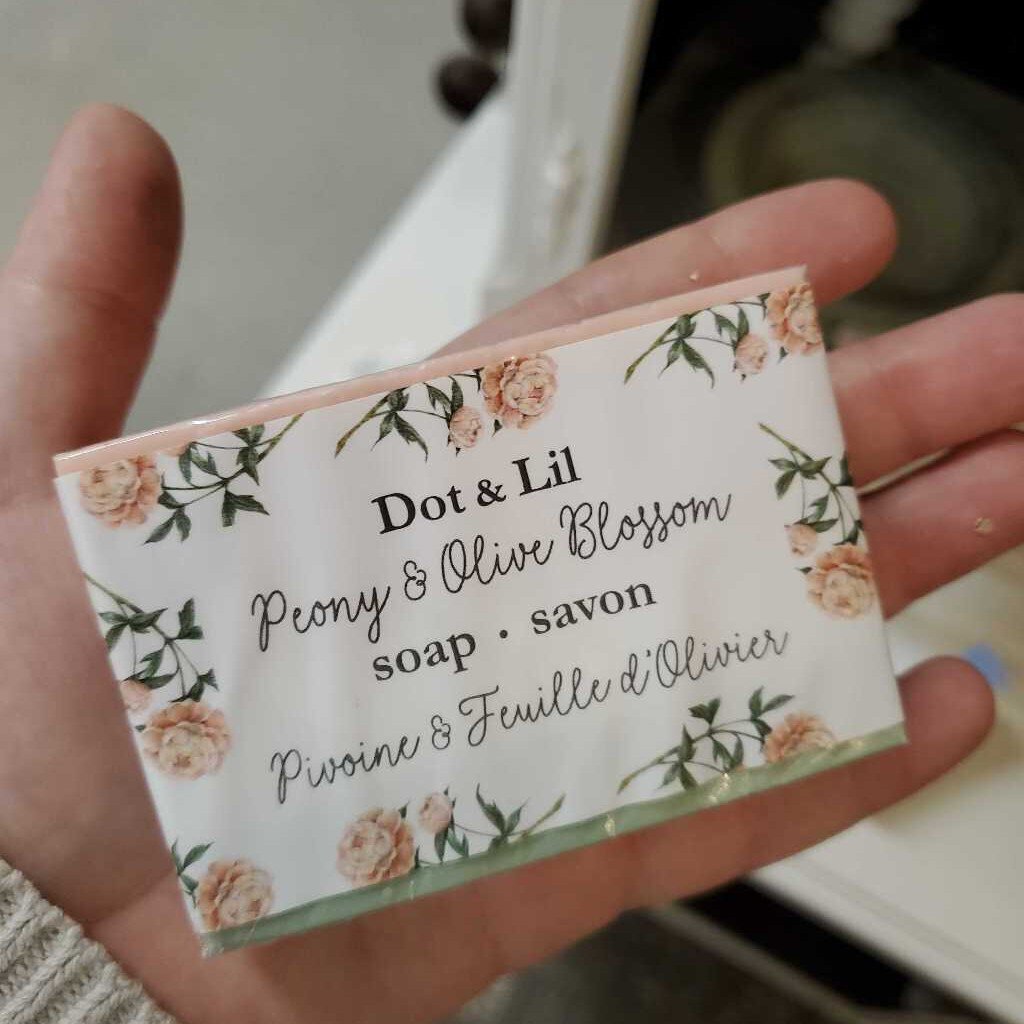 Dot & Lil
Peony & Olive Blossom
soap · savon
Pivoine & Feuille d'Olivier